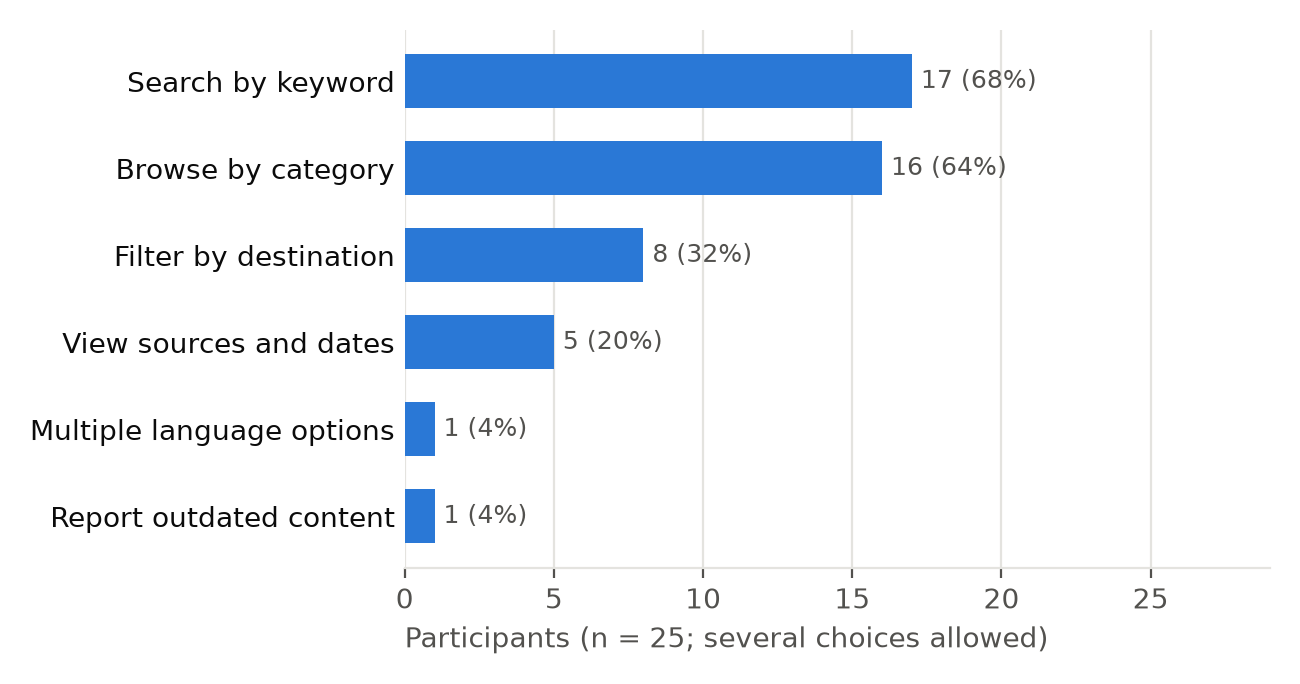 Search by keyword 17 (68%)
Browse by category 16 (64%)
Filter by destination 8 (32%)
View sources and dates 5 (20%)
Multiple language options 1 (4%)
Report outdated content 1 (4%)
0 5 10 15 20 25
Participants (n = 25; several choices allowed)